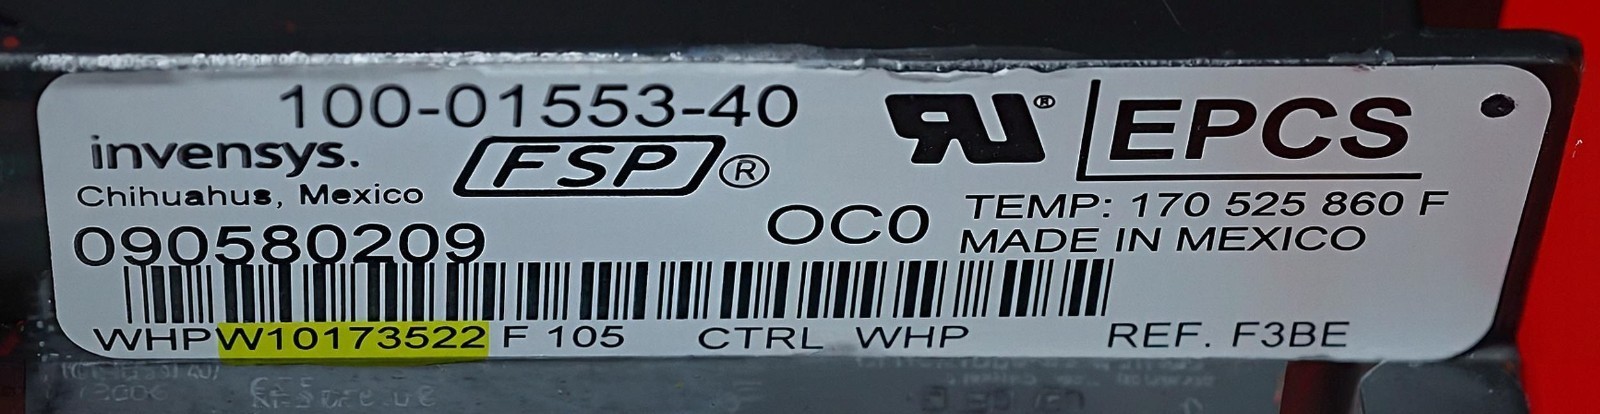 100-01553-40
invensys. FSP ®
RU ® EPCS
Chihuahus, Mexico
090580209
OC0
TEMP: 170 525 860 F
MADE IN MEXICO
WHPW10173522 F 105 CTRL WHP REF. F3BE